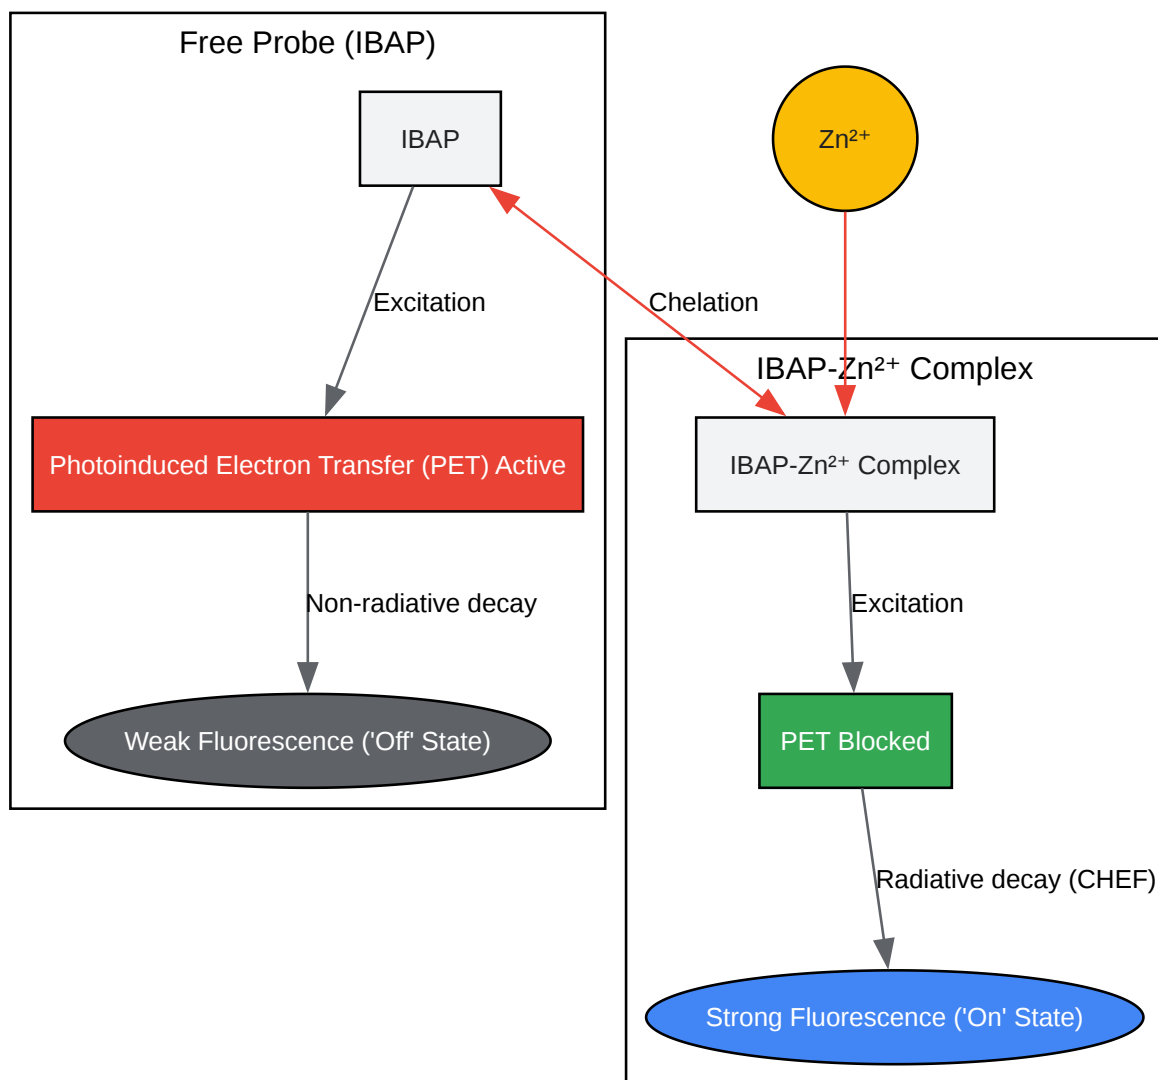 Free Probe (IBAP)
IBAP
Zn²⁺
Excitation
Chelation
IBAP-Zn²⁺ Complex
Photoinduced Electron Transfer (PET) Active
IBAP-Zn²⁺ Complex
Non-radiative decay
Excitation
Weak Fluorescence ('Off' State)
PET Blocked
Radiative decay (CHEF)
Strong Fluorescence ('On' State)